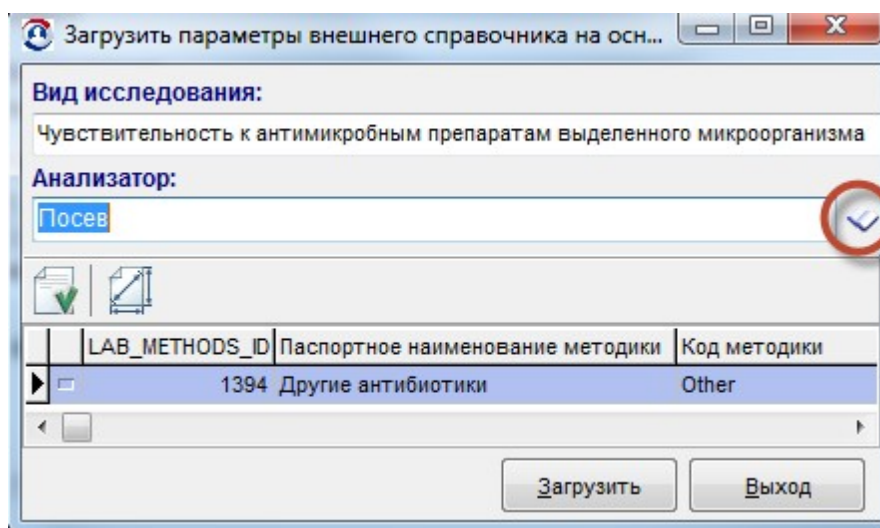 Загрузить параметры внешнего справочника на осн...
Вид исследования:
Чувствительность к антимикробным препаратам выделенного микроорганизма
Анализатор:
Посев
LAB_METHODS_ID Паспортное наименование методики Код методики
1394 Другие антибиотики Other
Загрузить Выход